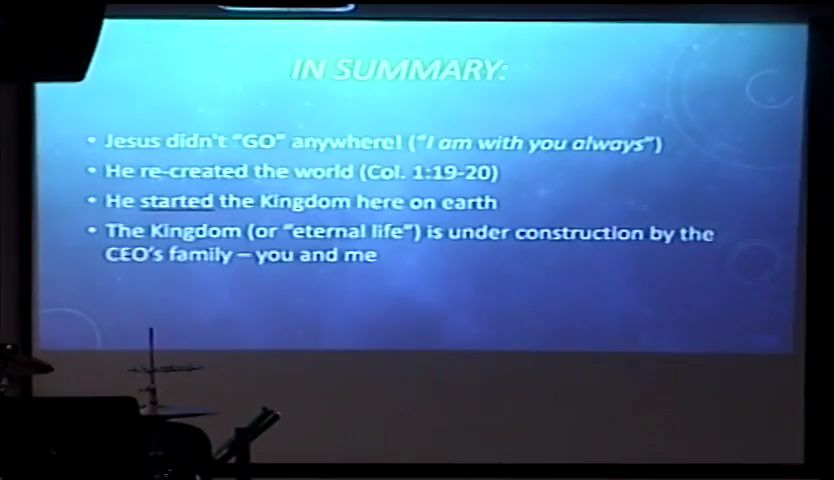 IN SUMMARY:
• Jesus didn't "GO" anywhere! ("I am with you always")
• He re-created the world (Col. 1:19-20)
• He started the Kingdom here on earth
• The Kingdom (or "eternal life") is under construction by the
CEO's family – you and me